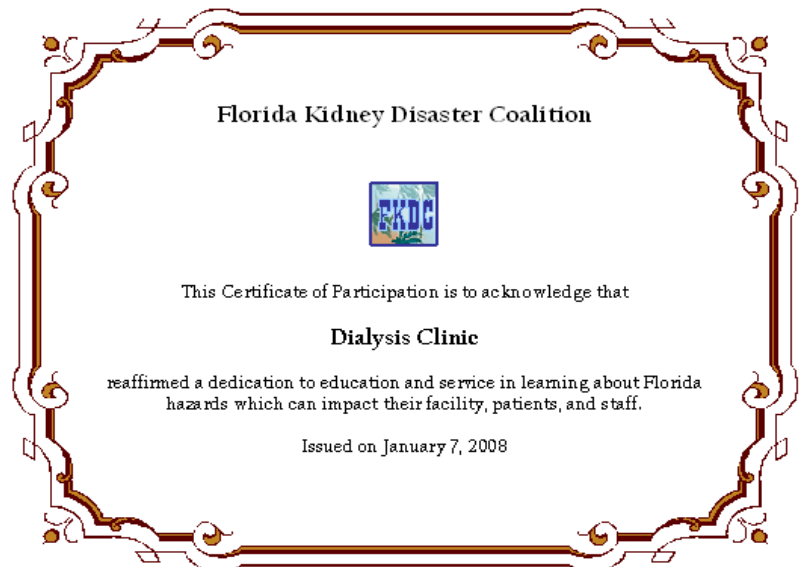 Florida Kidney Disaster Coalition
FKDC
This Certificate of Participation is to acknowledge that
Dialysis Clinic
reaffirmed a dedication to education and service in learning about Florida
hazards which can impact their facility, patients, and staff.
Issued on January 7, 2008